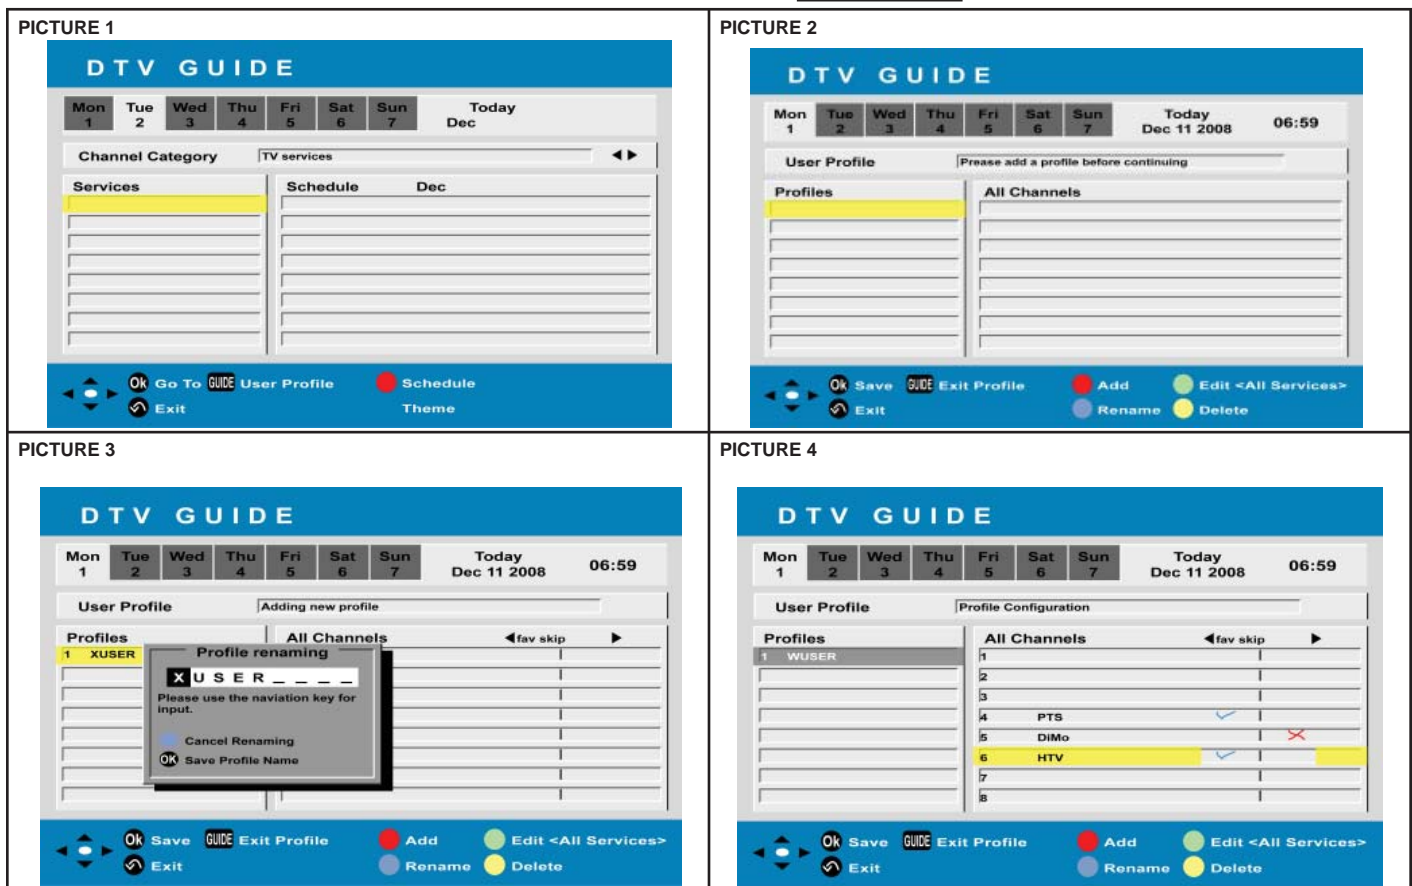 PICTURE 1
DTV GUIDE
Mon Tue Wed Thu Fri Sat Sun Today
1 2 3 4 5 6 7 Dec
Channel Category TV services
Services Schedule Dec
Ok Go To GUIDE User Profile Schedule
Exit Theme
PICTURE 2
DTV GUIDE
Mon Tue Wed Thu Fri Sat Sun Today
1 2 3 4 5 6 7 Dec 11 2008 06:59
User Profile Prease add a profile before continuing
Profiles All Channels
Ok Save GUIDE Exit Profile Add Edit <All Services>
Exit Rename Delete
PICTURE 3
DTV GUIDE
Mon Tue Wed Thu Fri Sat Sun Today
1 2 3 4 5 6 7 Dec 11 2008 06:59
User Profile Adding new profile
Profiles All Channels fav skip
1 XUSER
Profile renaming
XUSER____
Please use the naviation key for
input.
Cancel Renaming
OK Save Profile Name
Ok Save GUIDE Exit Profile Add Edit <All Services>
Exit Rename Delete
PICTURE 4
DTV GUIDE
Mon Tue Wed Thu Fri Sat Sun Today
1 2 3 4 5 6 7 Dec 11 2008 06:59
User Profile Profile Configuration
Profiles All Channels fav skip
1 WUSER 1
2
3
4 PTS
5 DiMo
6 HTV
7
8
Ok Save GUIDE Exit Profile Add Edit <All Services>
Exit Rename Delete